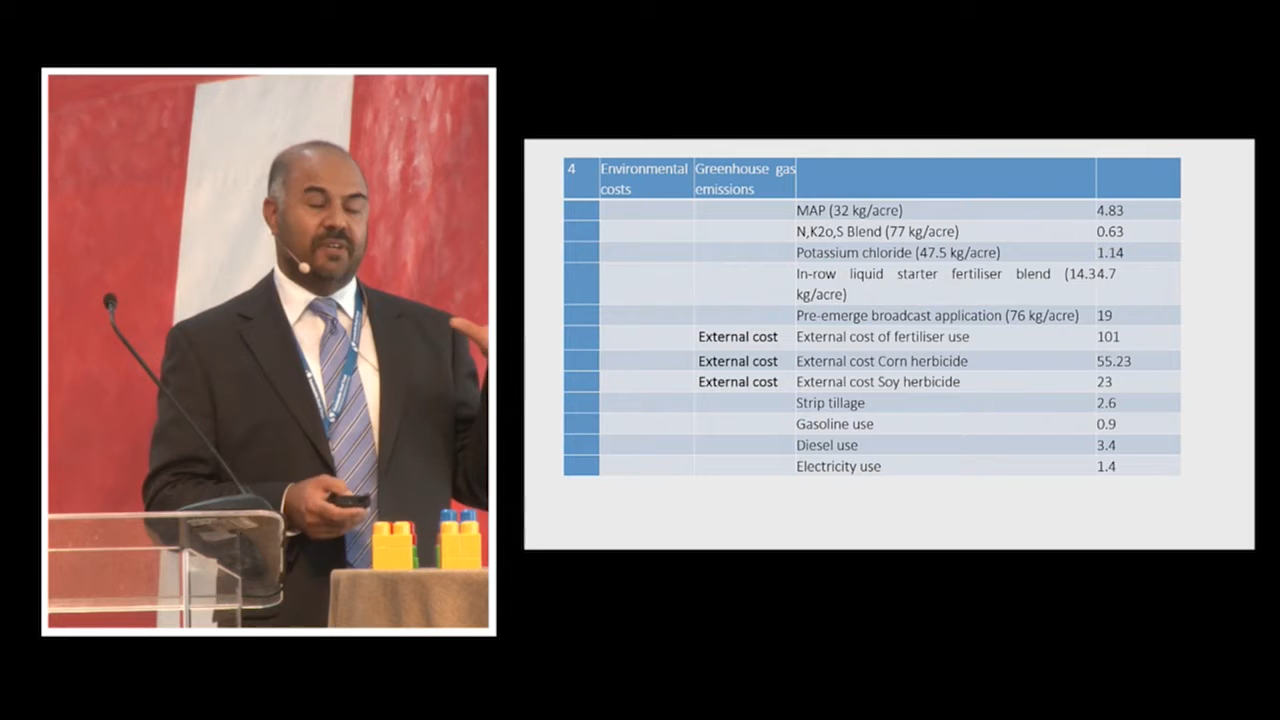 4 Environmental costs Greenhouse gas emissions
MAP (32 kg/acre) 4.83
N,K2o,S Blend (77 kg/acre) 0.63
Potassium chloride (47.5 kg/acre) 1.14
In-row liquid starter fertiliser blend (14.3 4.7
kg/acre)
Pre-emerge broadcast application (76 kg/acre) 19
External cost External cost of fertiliser use 101
External cost External cost Corn herbicide 55.23
External cost External cost Soy herbicide 23
Strip tillage 2.6
Gasoline use 0.9
Diesel use 3.4
Electricity use 1.4